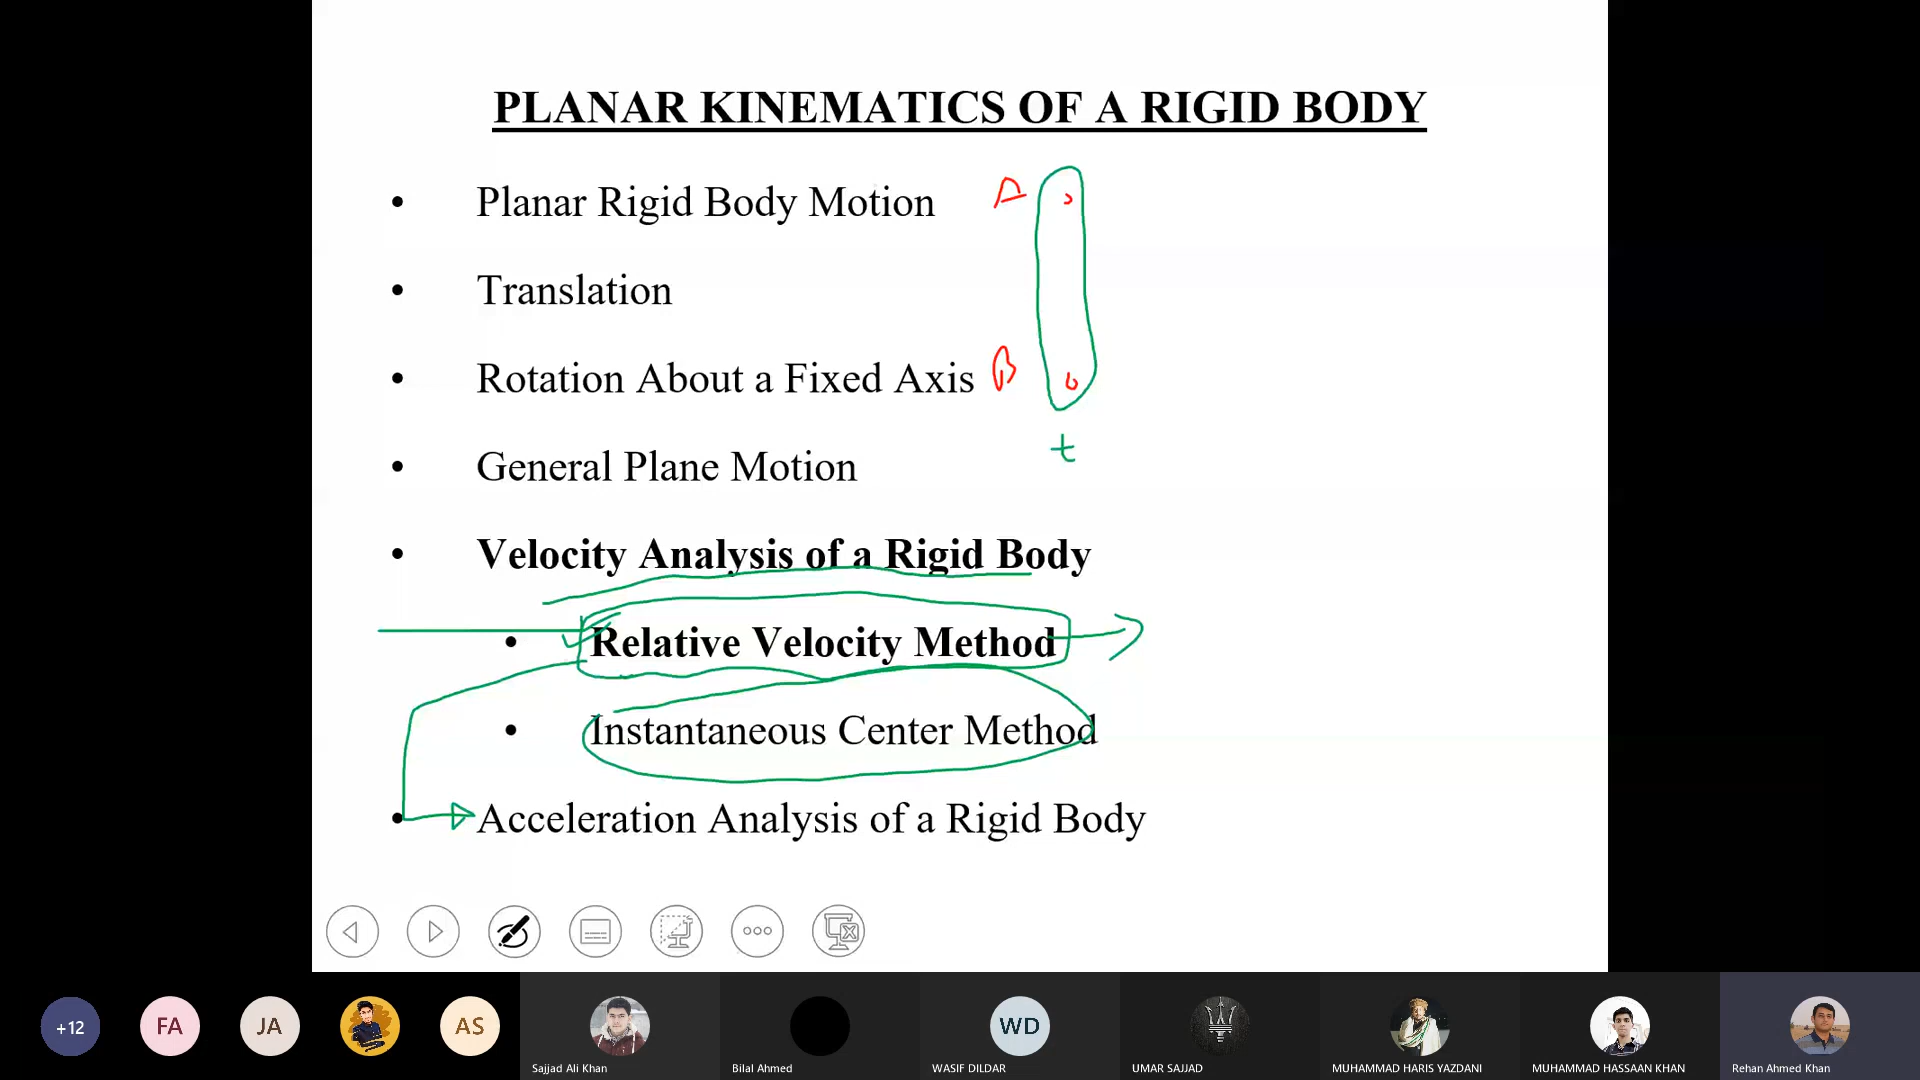 PLANAR KINEMATICS OF A RIGID BODY
• Planar Rigid Body Motion
A
• Translation
• Rotation About a Fixed Axis
B
t
• General Plane Motion
• Velocity Analysis of a Rigid Body
• Relative Velocity Method
• Instantaneous Center Method
• Acceleration Analysis of a Rigid Body
+12
FA
JA
AS
WD
Sajjad Ali Khan
Bilal Ahmed
WASIF DILDAR
UMAR SAJJAD
MUHAMMAD HARIS YAZDANI
MUHAMMAD HASSAAN KHAN
Rehan Ahmed Khan